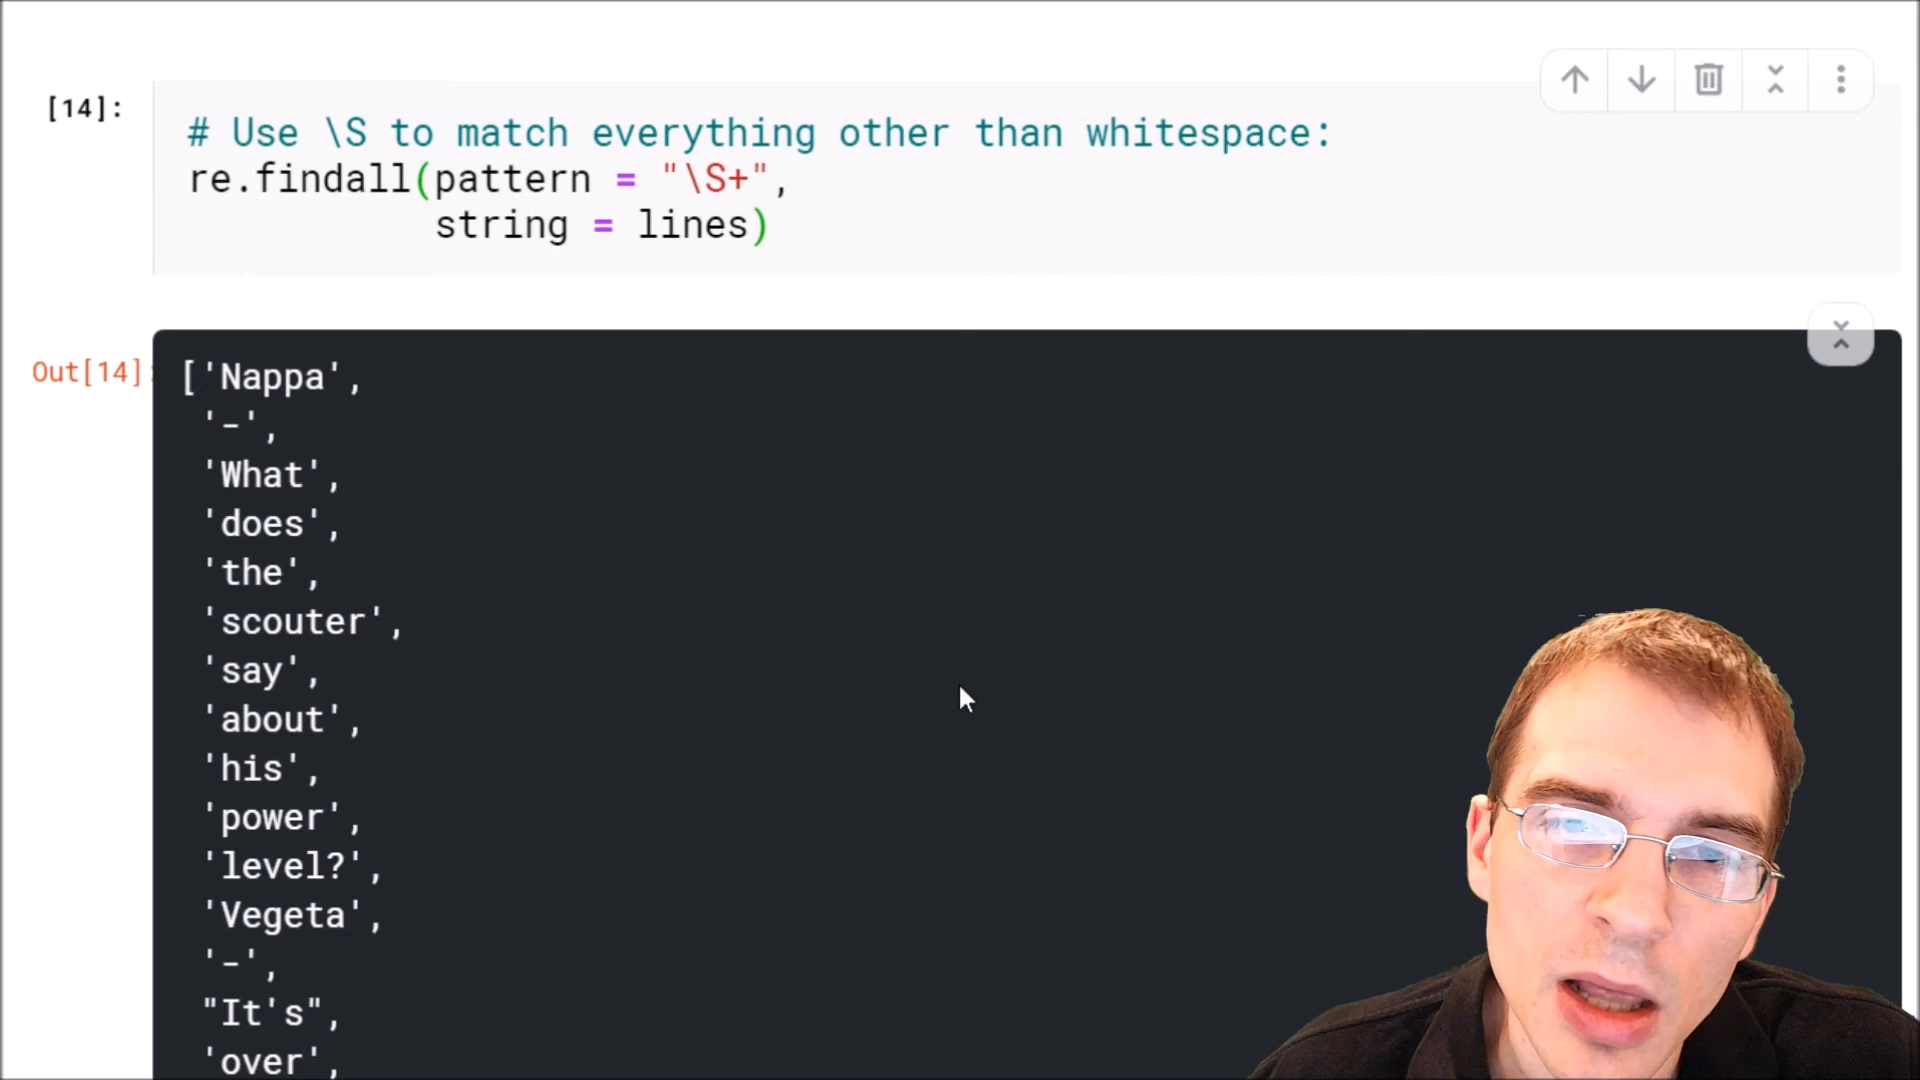 [14]:
# Use \S to match everything other than whitespace:
re.findall(pattern = "\S+",
string = lines)
Out[14]:
['Nappa',
'-',
'What',
'does',
'the',
'scouter',
'say',
'about',
'his',
'power',
'level?',
'Vegeta',
'-',
"It's",
'over',